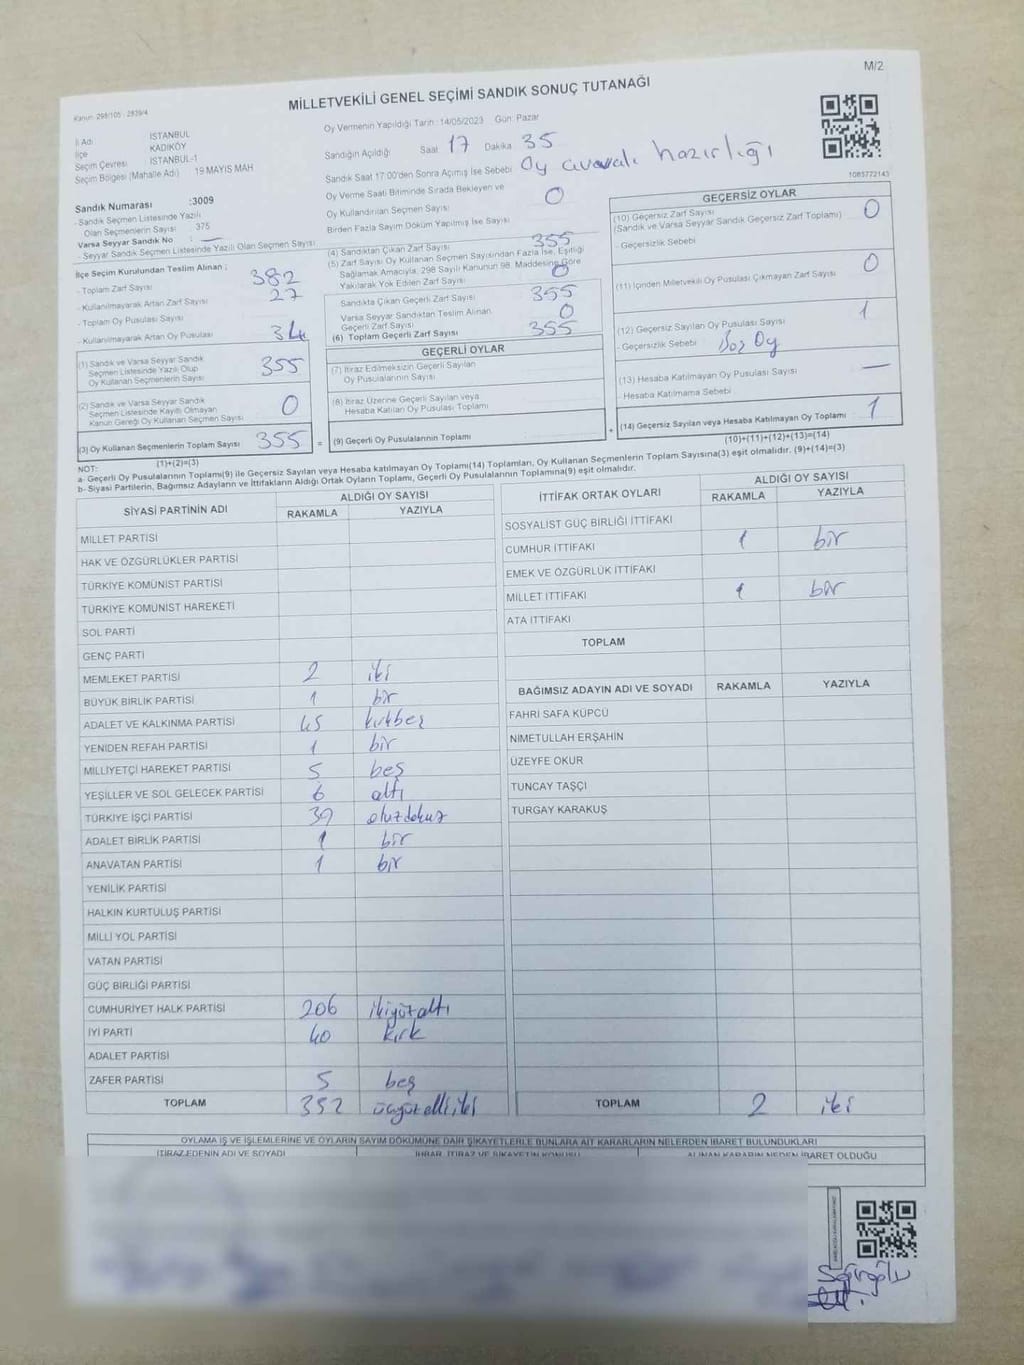 M/2
Kanun: 298/105 - 2839/4
MİLLETVEKİLİ GENEL SEÇİMİ SANDIK SONUÇ TUTANAĞI
İl Adı İSTANBUL
İlçe KADIKÖY
Seçim Çevresi İSTANBUL-1
Seçim Bölgesi (Mahalle Adı) 19 MAYIS MAH
Sandık Numarası :3009
- Sandık Seçmen Listesinde Yazılı
Olan Seçmenlerin Sayısı : 375
Varsa Seyyar Sandık No : —
- Seyyar Sandık Seçmen Listesinde Yazılı Olan Seçmen Sayısı
Oy Vermenin Yapıldığı Tarih :14/05/2023 Gün: Pazar
Sandığın Açıldığı Saat 17 Dakika 35
Sandık Saat 17:00'den Sonra Açılmış İse Sebebi Oy hazırlığı
Oy Verme Saati Bitiminde Sırada Bekleyen ve
Oy Kullandırılan Seçmen Sayısı 0
Birden Fazla Sayım Döküm Yapılmış İse Sayısı
1085772143
İlçe Seçim Kurulundan Teslim Alınan :
- Toplam Zarf Sayısı 382
- Kullanılmayarak Artan Zarf Sayısı 27
- Toplam Oy Pusulası Sayısı
- Kullanılmayarak Artan Oy Pusulası 34
(1) Sandık ve Varsa Seyyar Sandık
Seçmen Listesinde Yazılı Olup
Oy Kullanan Seçmenlerin Sayısı 355
(2) Sandık ve Varsa Seyyar Sandık
Seçmen Listesinde Kayıtlı Olmayan
Kanun Gereği Oy Kullanan Seçmen Sayısı 0
(3) Oy Kullanan Seçmenlerin Toplam Sayısı 355 =
(1)+(2)=(3)
(4) Sandıktan Çıkan Zarf Sayısı 355
(5) Zarf Sayısı Oy Kullanan Seçmen Sayısından Fazla İse, Eşitliği
Sağlamak Amacıyla, 298 Sayılı Kanunun 98. Maddesine Göre
Yakılarak Yok Edilen Zarf Sayısı 0
Sandıkta Çıkan Geçerli Zarf Sayısı 355
Varsa Seyyar Sandıktan Teslim Alınan
Geçerli Zarf Sayısı 0
(6) Toplam Geçerli Zarf Sayısı 355
GEÇERLİ OYLAR
(7) İtiraz Edilmeksizin Geçerli Sayılan
Oy Pusulalarının Sayısı
(8) İtiraz Üzerine Geçerli Sayılan veya
Hesaba Katılan Oy Pusulası Toplamı
(9) Geçerli Oy Pusulalarının Toplamı +
GEÇERSİZ OYLAR
(10) Geçersiz Zarf Sayısı
(Sandık ve Varsa Seyyar Sandık Geçersiz Zarf Toplamı) 0
- Geçersizlik Sebebi
(11) İçinden Milletvekili Oy Pusulası Çıkmayan Zarf Sayısı 0
(12) Geçersiz Sayılan Oy Pusulası Sayısı 1
- Geçersizlik Sebebi Boş Oy
(13) Hesaba Katılmayan Oy Pusulası Sayısı —
- Hesaba Katılmama Sebebi
(14) Geçersiz Sayılan veya Hesaba Katılmayan Oy Toplamı 1
(10)+(11)+(12)+(13)=(14)
NOT:
a- Geçerli Oy Pusulalarının Toplamı(9) ile Geçersiz Sayılan veya Hesaba katılmayan Oy Toplamı(14) Toplamları, Oy Kullanan Seçmenlerin Toplam Sayısına(3) eşit olmalıdır. (9)+(14)=(3)
b- Siyasi Partilerin, Bağımsız Adayların ve İttifakların Aldığı Ortak Oyların Toplamı, Geçerli Oy Pusulalarının Toplamına(9) eşit olmalıdır.
SİYASİ PARTİNİN ADI ALDIĞI OY SAYISI
RAKAMLA YAZIYLA
MİLLET PARTİSİ
HAK VE ÖZGÜRLÜKLER PARTİSİ
TÜRKİYE KOMÜNİST PARTİSİ
TÜRKİYE KOMÜNİST HAREKETİ
SOL PARTİ
GENÇ PARTİ
MEMLEKET PARTİSİ 2 iki
BÜYÜK BİRLİK PARTİSİ 1 bir
ADALET VE KALKINMA PARTİSİ 45 kırkbeş
YENİDEN REFAH PARTİSİ 1 bir
MİLLİYETÇİ HAREKET PARTİSİ 5 beş
YEŞİLLER VE SOL GELECEK PARTİSİ 6 altı
TÜRKİYE İŞÇİ PARTİSİ 39 otuzdokuz
ADALET BİRLİK PARTİSİ 1 bir
ANAVATAN PARTİSİ 1 bir
YENİLİK PARTİSİ
HALKIN KURTULUŞ PARTİSİ
MİLLİ YOL PARTİSİ
VATAN PARTİSİ
GÜÇ BİRLİĞİ PARTİSİ
CUMHURİYET HALK PARTİSİ 206 ikiyüzaltı
İYİ PARTİ 40 kırk
ADALET PARTİSİ
ZAFER PARTİSİ 5 beş
TOPLAM 352 üçyüzelliiki
İTTİFAK ORTAK OYLARI ALDIĞI OY SAYISI
RAKAMLA YAZIYLA
SOSYALİST GÜÇ BİRLİĞİ İTTİFAKI
CUMHUR İTTİFAKI 1 bir
EMEK VE ÖZGÜRLÜK İTTİFAKI
MİLLET İTTİFAKI 1 bir
ATA İTTİFAKI
TOPLAM
BAĞIMSIZ ADAYIN ADI VE SOYADI RAKAMLA YAZIYLA
FAHRİ SAFA KÜPCÜ
NİMETULLAH ERŞAHİN
ÜZEYFE OKUR
TUNCAY TAŞÇI
TURGAY KARAKUŞ
TOPLAM 2 iki
OYLAMA İŞ VE İŞLEMLERİNE VE OYLARIN SAYIM DÖKÜMÜNE DAİR ŞİKAYETLERLE BUNLARA AİT KARARLARIN NELERDEN İBARET BULUNDUKLARI
İTİRAZ EDENİN ADI VE SOYADI İHBAR, İTİRAZ VE ŞİKAYETİN KONUSU ALINAN KARARIN NEDEN İBARET OLDUĞU